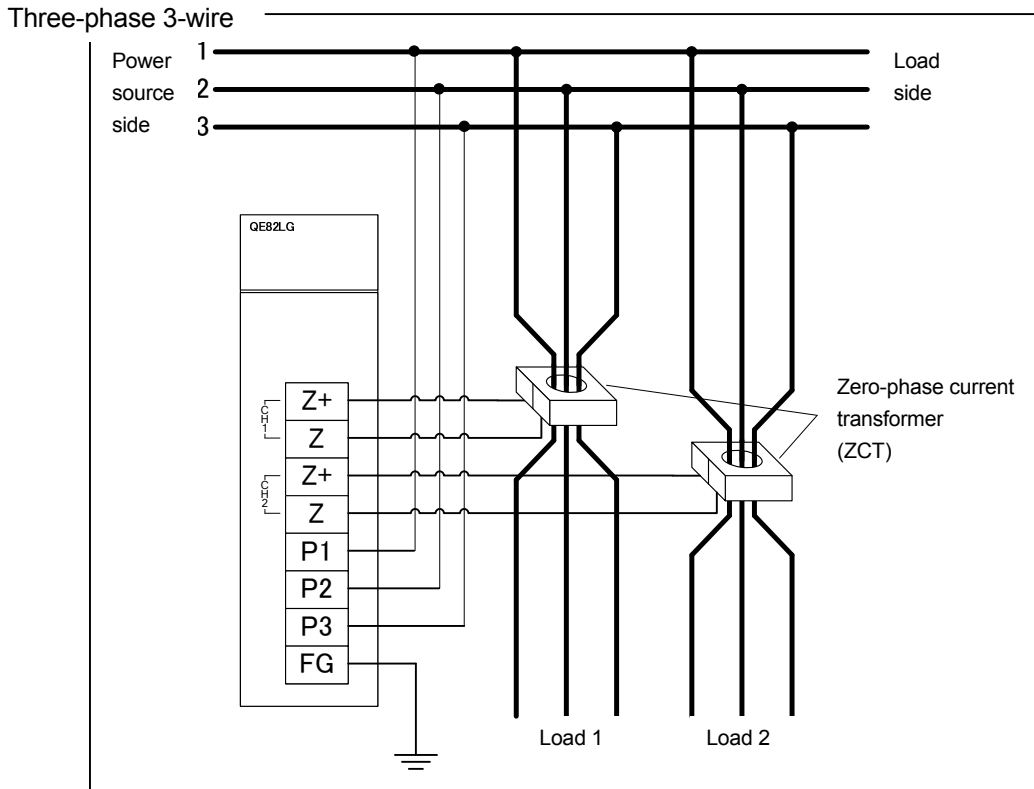 Three-phase 3-wire
Power
source
side
1
2
3
Load
side
QE82LG
CH1
Z+
Z
CH2
Z+
Z
P1
P2
P3
FG
Zero-phase current
transformer
(ZCT)
Load 1
Load 2